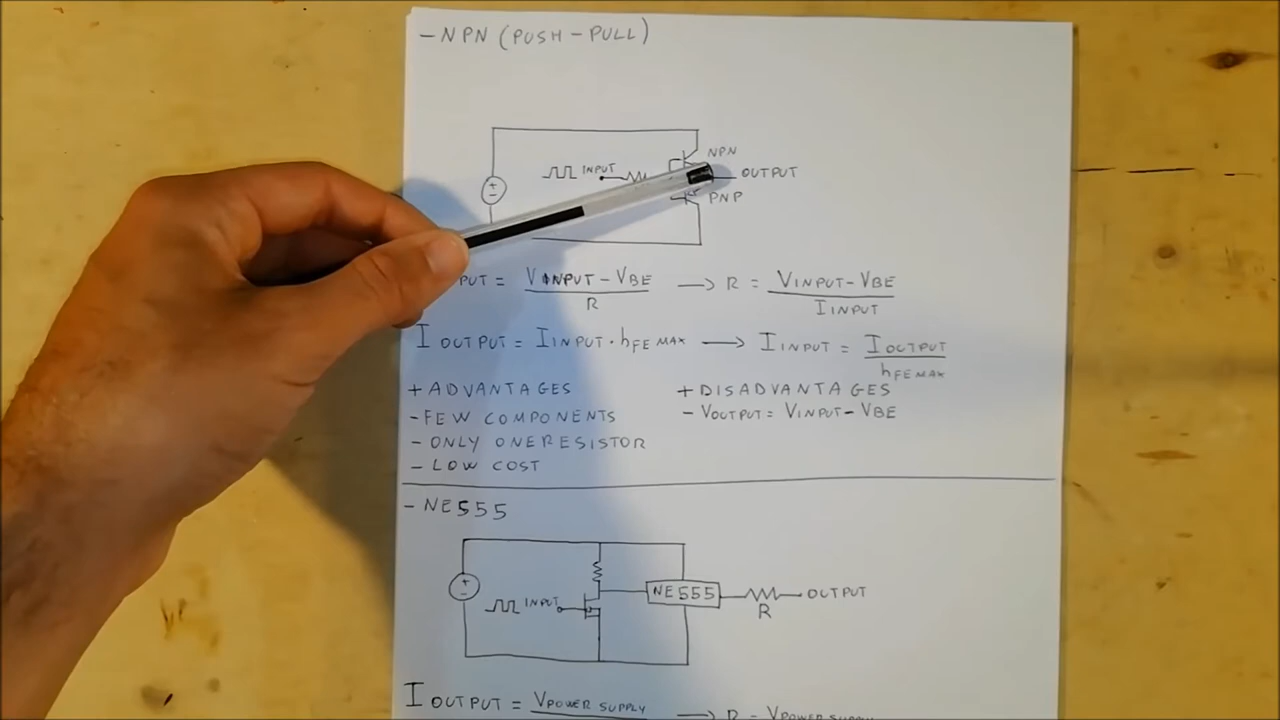 - NPN (PUSH-PULL)
NPN
INPUT
OUTPUT
PNP
PUT = VINPUT - VBE / R → R = VINPUT - VBE / IINPUT
IOUTPUT = IINPUT · hFE MAX → IINPUT = IOUTPUT / hFE MAX
+ ADVANTAGES
- FEW COMPONENTS
- ONLY ONE RESISTOR
- LOW COST
+ DISADVANTAGES
- VOUTPUT = VINPUT - VBE
- NE555
INPUT
NE555
R
OUTPUT
IOUTPUT = VPOWER SUPPLY → R = VPOWER SUPPLY